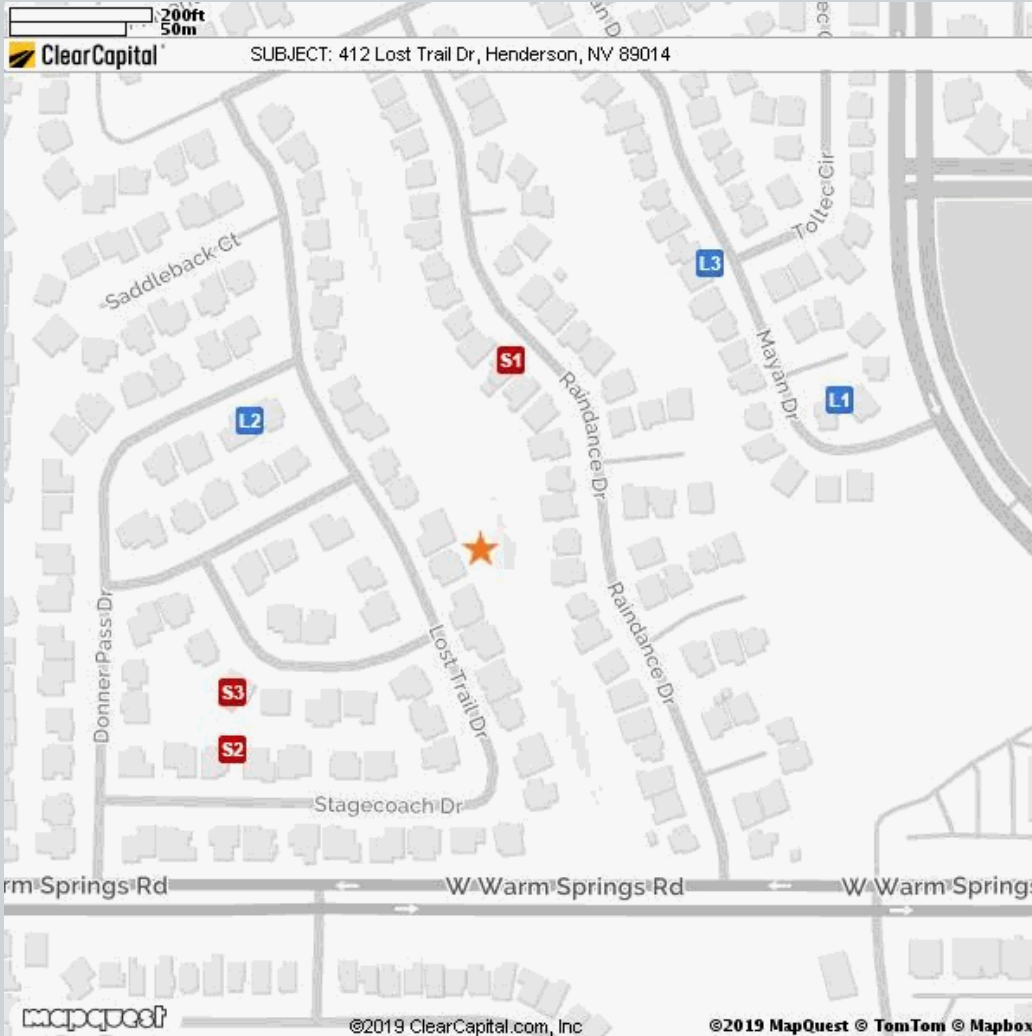 200ft
50m
ClearCapital
SUBJECT: 412 Lost Trail Dr, Henderson, NV 89014
Toltec Cir
Saddleback Ct
L3
S1
Mayan Dr
Raindance Dr
L1
L2
Raindance Dr
Donner Pass Dr
Lost Trail Dr
S3
S2
Stagecoach Dr
rm Springs Rd
W Warm Springs Rd
W Warm Springs
mapquest
©2019 ClearCapital.com, Inc
©2019 MapQuest © TomTom © Mapbox